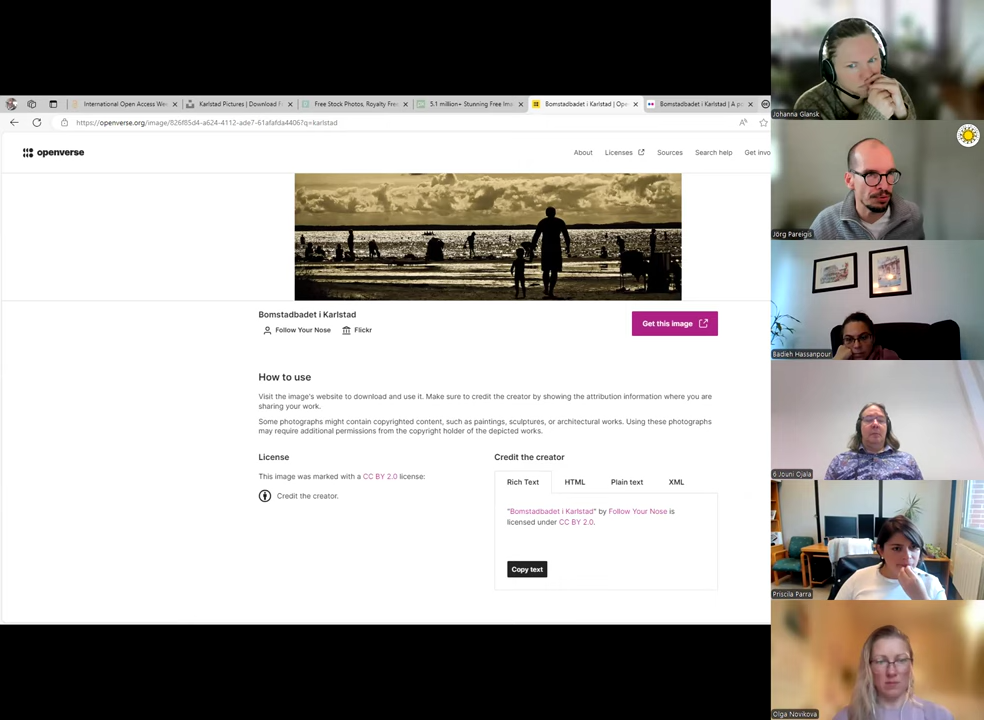 International Open Access We
Karlstad Pictures | Download F
Free Stock Photos, Royalty Free
5.1 million+ Stunning Free Ima
Bomstadbadet i Karlstad | Ope
Bomstadbadet i Karlstad | A p
https://openverse.org/image/826f85d4-a624-4112-ade7-61afafda4406?q=karlstad
openverse
About
Licenses
Sources
Search help
Get invo
Bomstadbadet i Karlstad
Follow Your Nose
Flickr
Get this image
How to use
Visit the image's website to download and use it. Make sure to credit the creator by showing the attribution information where you are
sharing your work.
Some photographs might contain copyrighted content, such as paintings, sculptures, or architectural works. Using these photographs
may require additional permissions from the copyright holder of the depicted works.
License
This image was marked with a CC BY 2.0 license:
Credit the creator.
Credit the creator
Rich Text
HTML
Plain text
XML
"Bomstadbadet i Karlstad" by Follow Your Nose is
licensed under CC BY 2.0.
Copy text
Johanna Glansk
Jörg Pareigis
Badieh Hassanpour
6 Jouni Ojala
Priscila Parra
Olga Novikova